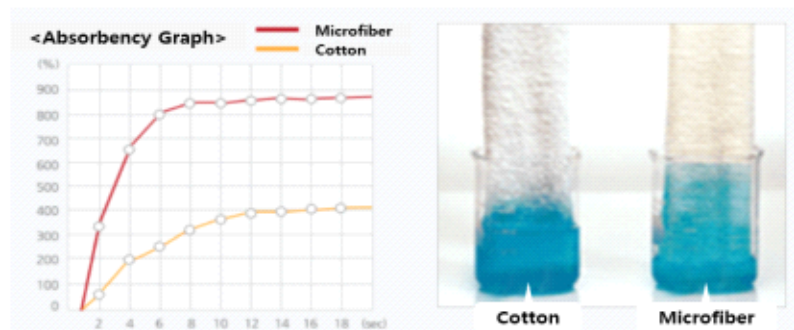 <Absorbency Graph>
Microfiber
Cotton
(%)
900
800
700
600
500
400
300
200
100
0
2 4 6 8 10 12 14 16 18 (sec)
Cotton
Microfiber